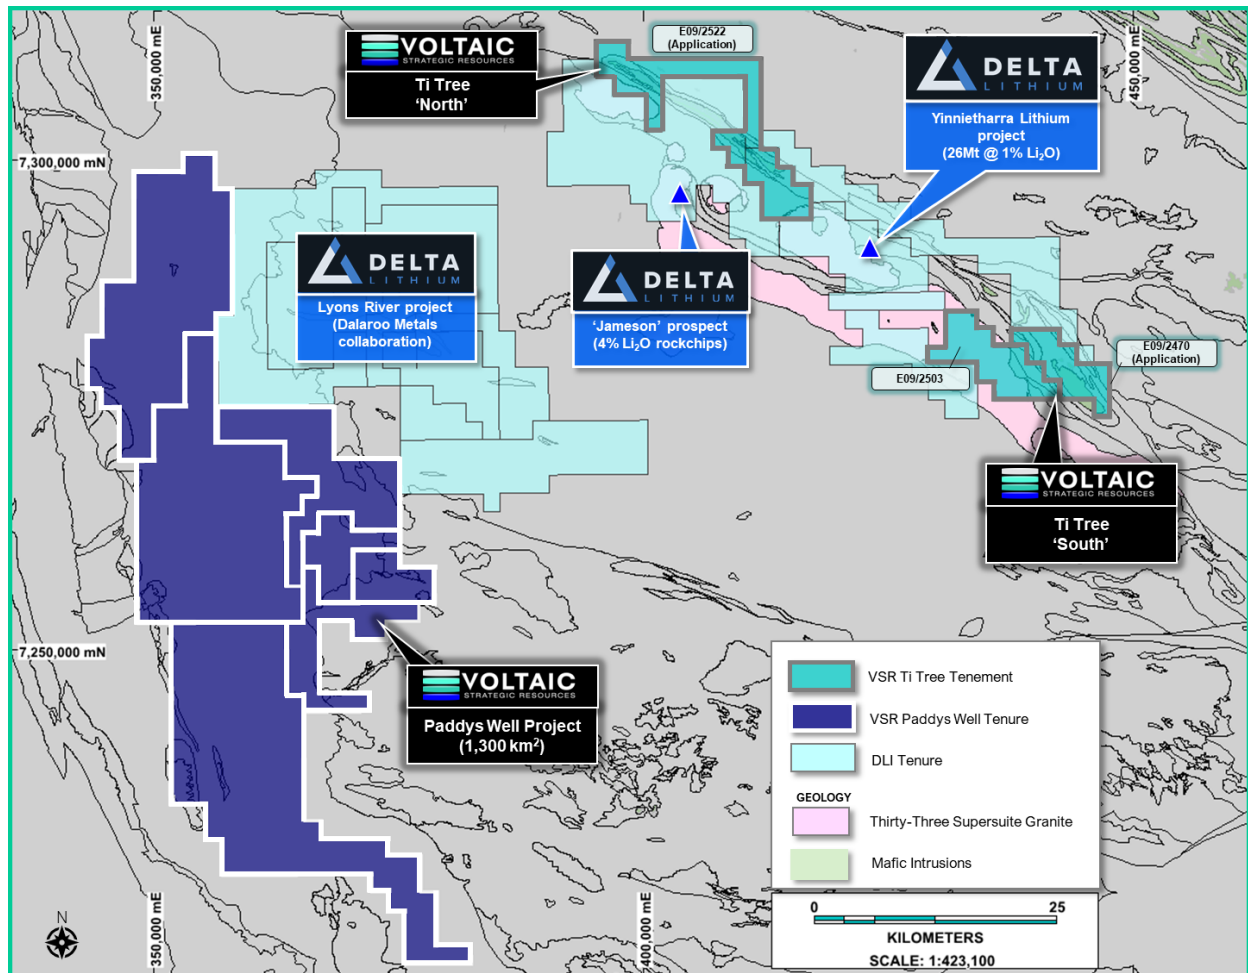 350,000 mE
450,000 mE
VOLTAIC
STRATEGIC RESOURCES
Ti Tree
'North'
E09/2522
(Application)
DELTA
LITHIUM
Yinnietharra Lithium
project
(26Mt @ 1% Li₂O)
7,300,000 mN
DELTA
LITHIUM
Lyons River project
(Dalaroo Metals
collaboration)
DELTA
LITHIUM
'Jameson' prospect
(4% Li₂O rockchips)
E09/2503
E09/2470
(Application)
VOLTAIC
STRATEGIC RESOURCES
Ti Tree
'South'
7,250,000 mN
VOLTAIC
STRATEGIC RESOURCES
Paddys Well Project
(1,300 km²)
VSR Ti Tree Tenement
VSR Paddys Well Tenure
DLI Tenure
GEOLOGY
Thirty-Three Supersuite Granite
Mafic Intrusions
0 25
KILOMETERS
SCALE: 1:423,100
N
350,000 mE
400,000 mE